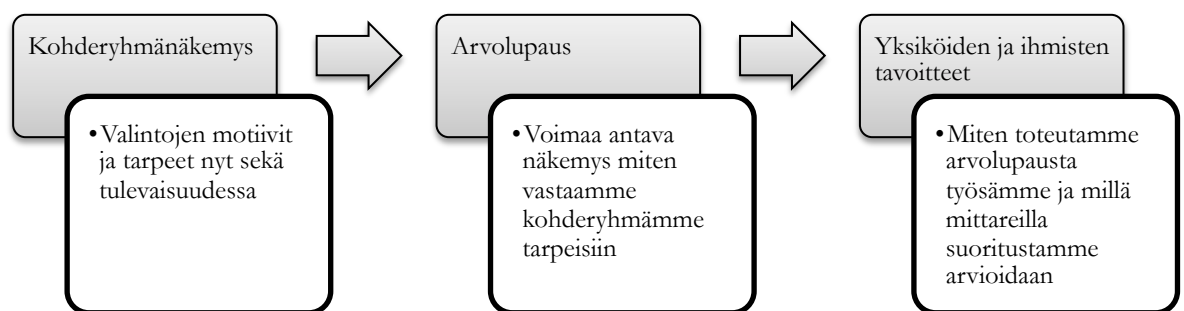 Kohderyhmänäkemys
•Valintojen motiivit
ja tarpeet nyt sekä
tulevaisuudessa
Arvolupaus
•Voimaa antava
näkemys miten
vastaamme
kohderyhmämme
tarpeisiin
Yksiköiden ja ihmisten
tavoitteet
•Miten toteutamme
arvolupausta
työsämme ja millä
mittareilla
suoritustamme
arvioidaan